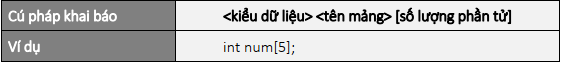 Cú pháp khai báo <kiểu dữ liệu> <tên mảng> [số lượng phần tử]
Ví dụ int num[5];